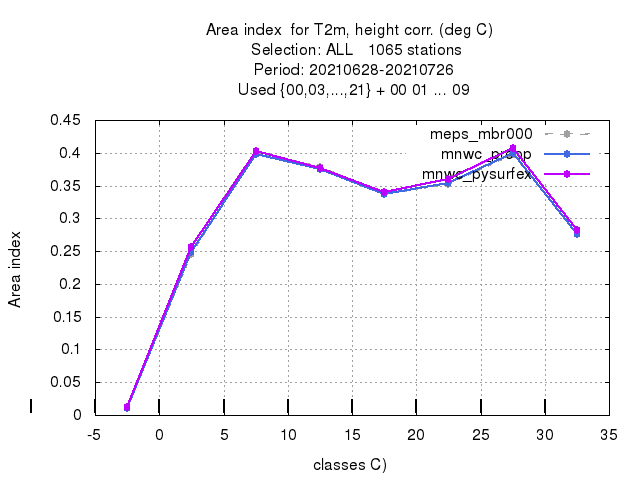 Area index  for T2m, height corr. (deg C)
Selection: ALL   1065 stations
Period: 20210628-20210726
Used {00,03,...,21} + 00 01 ... 09
0.45
0.4
0.35
0.3
0.25
0.2
0.15
0.1
0.05
0
Area index
meps_mbr000
mnwc_preop
mnwc_pysurfex
-5 0 5 10 15 20 25 30 35
classes C)